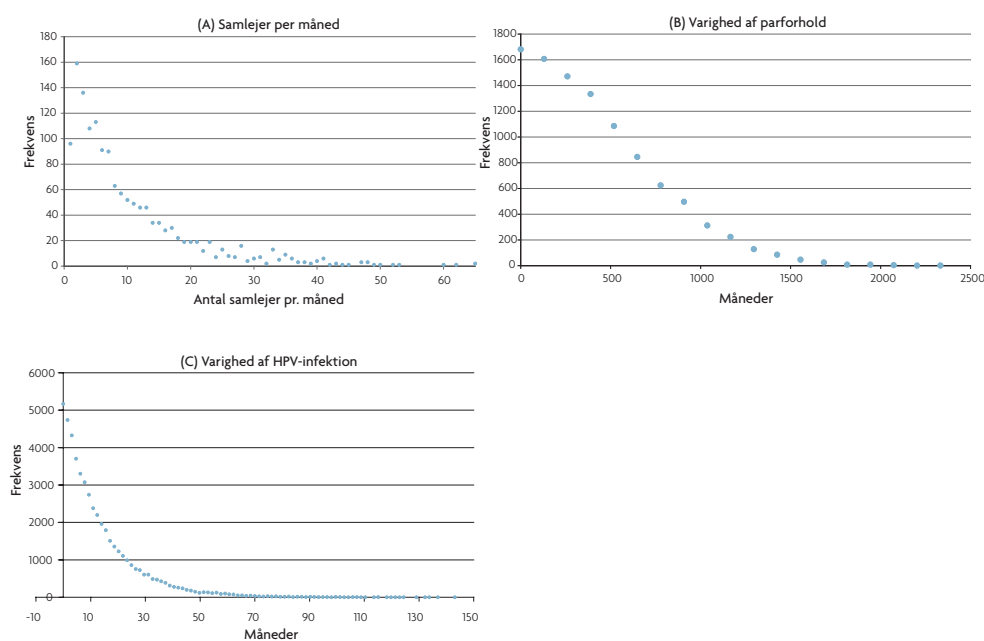 (A) Samlejer per måned
180
160
140
120
100
80
60
40
20
0
Frekvens
0 10 20 30 40 50 60
Antal samlejer pr. måned
(B) Varighed af parforhold
1800
1600
1400
1200
1000
800
600
400
200
0
Frekvens
0 500 1000 1500 2000 2500
Måneder
(C) Varighed af HPV-infektion
6000
5000
4000
3000
2000
1000
0
Frekvens
-10 10 30 50 70 90 110 130 150
Måneder